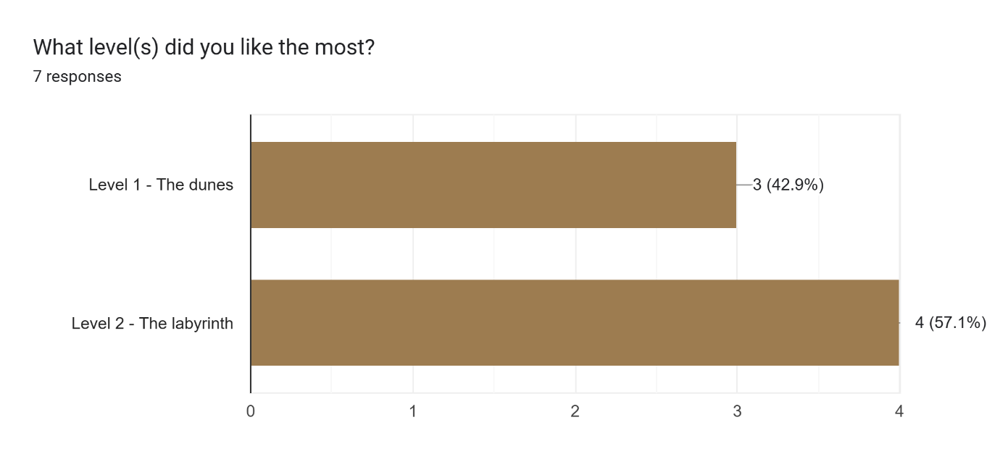 What level(s) did you like the most?
7 responses
Level 1 - The dunes
3 (42.9%)
Level 2 - The labyrinth
4 (57.1%)
0 1 2 3 4